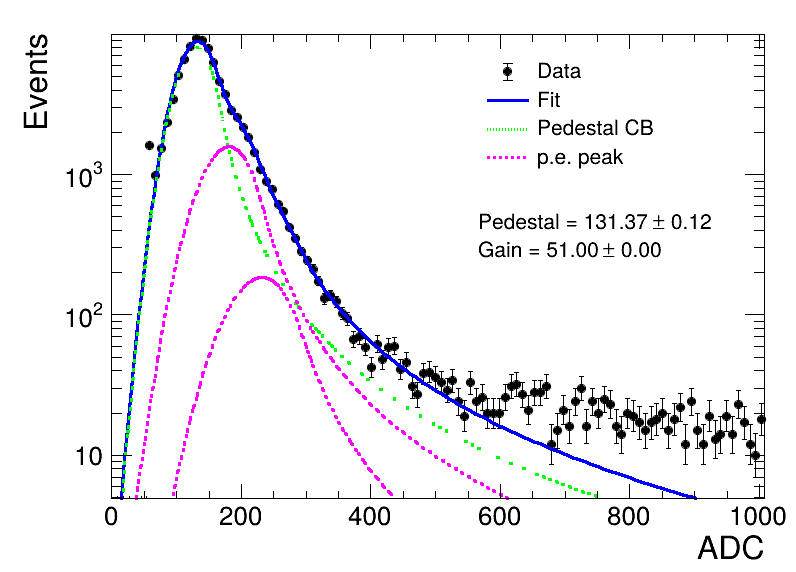 Events
Data
Fit
Pedestal CB
p.e. peak
Pedestal = 131.37 ± 0.12
Gain = 51.00 ± 0.00
10³
10²
10
0 200 400 600 800 1000
ADC